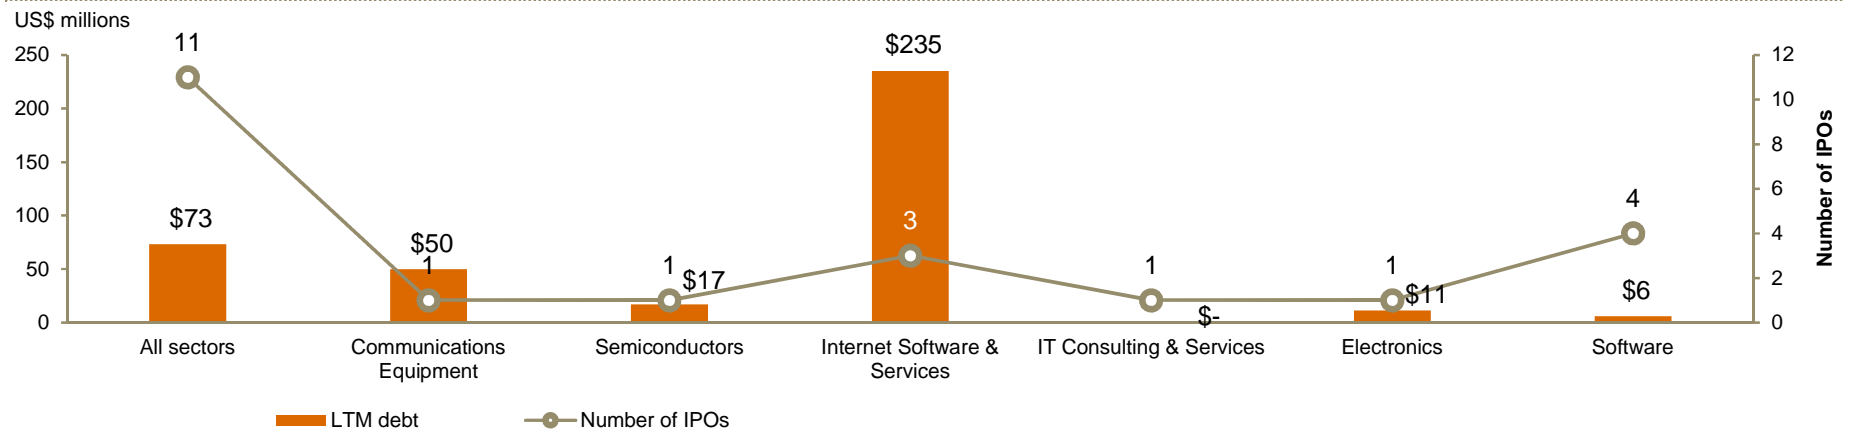 US$ millions
250
200
150
100
50
0
12
10
8
6
4
2
0
Number of IPOs
11
$73
$50
1
1
$17
$235
3
1
$-
1
$11
4
$6
All sectors
Communications
Equipment
Semiconductors
Internet Software &
Services
IT Consulting & Services
Electronics
Software
LTM debt
Number of IPOs